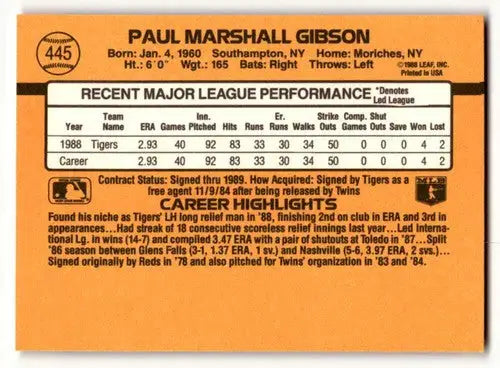 445
PAUL MARSHALL GIBSON
Born: Jan. 4, 1960 Southampton, NY Home: Moriches, NY
Ht: 6'0" Wgt: 165 Bats: Right Throws: Left
©1988 LEAF, INC.
Printed in USA
RECENT MAJOR LEAGUE PERFORMANCE
*Denotes
Led League
Year Team Name ERA Games Inn. Pitched Hits Runs Er. Runs Walks Strike Outs Comp. Games Shut Outs Save Won Lost
1988 Tigers 2.93 40 92 83 33 30 34 50 0 0 0 4 2
Career 2.93 40 92 83 33 30 34 50 0 0 0 4 2
Contract Status: Signed thru 1989. How Acquired: Signed by Tigers as a
free agent 11/9/84 after being released by Twins
MLB
CAREER HIGHLIGHTS
Found his niche as Tigers' LH long relief man in '88, finishing 2nd on club in ERA and 3rd in
appearances...Had streak of 18 consecutive scoreless relief innings last year...Led Interna-
tional Lg. in wins (14-7) and compiled 3.47 ERA with a pair of shutouts at Toledo in '87...Split
'86 season between Glens Falls (3-1, 1.37 ERA, 1 sv.) and Nashville (5-6, 3.97 ERA, 2 svs.)...
Signed originally by Reds in '78 and also pitched for Twins' organization in '83 and '84.